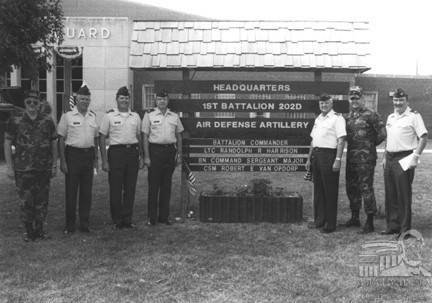 GUARD
HEADQUARTERS
1ST BATTALION 202D
AIR DEFENSE ARTILLERY
BATTALION COMMANDER
LTC RANDOLPH R HARRISON
BN COMMAND SERGEANT MAJOR
CSM ROBERT E VAN OPDORP